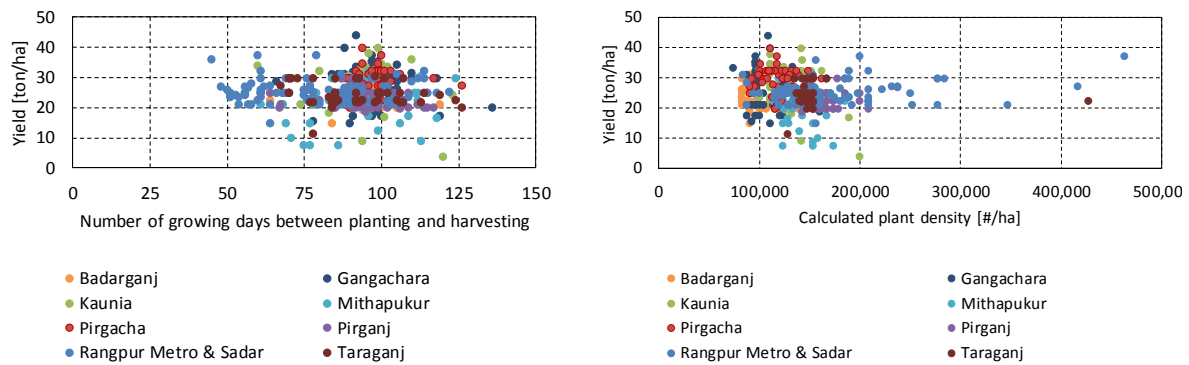 Yield [ton/ha]
50
40
30
20
10
0
0 25 50 75 100 125 150
Number of growing days between planting and harvesting
Badarganj Gangachara
Kaunia Mithapukur
Pirgacha Pirganj
Rangpur Metro & Sadar Taraganj
Yield [ton/ha]
50
40
30
20
10
0
0 100,000 200,000 300,000 400,000 500,00
Calculated plant density [#/ha]
Badarganj Gangachara
Kaunia Mithapukur
Pirgacha Pirganj
Rangpur Metro & Sadar Taraganj